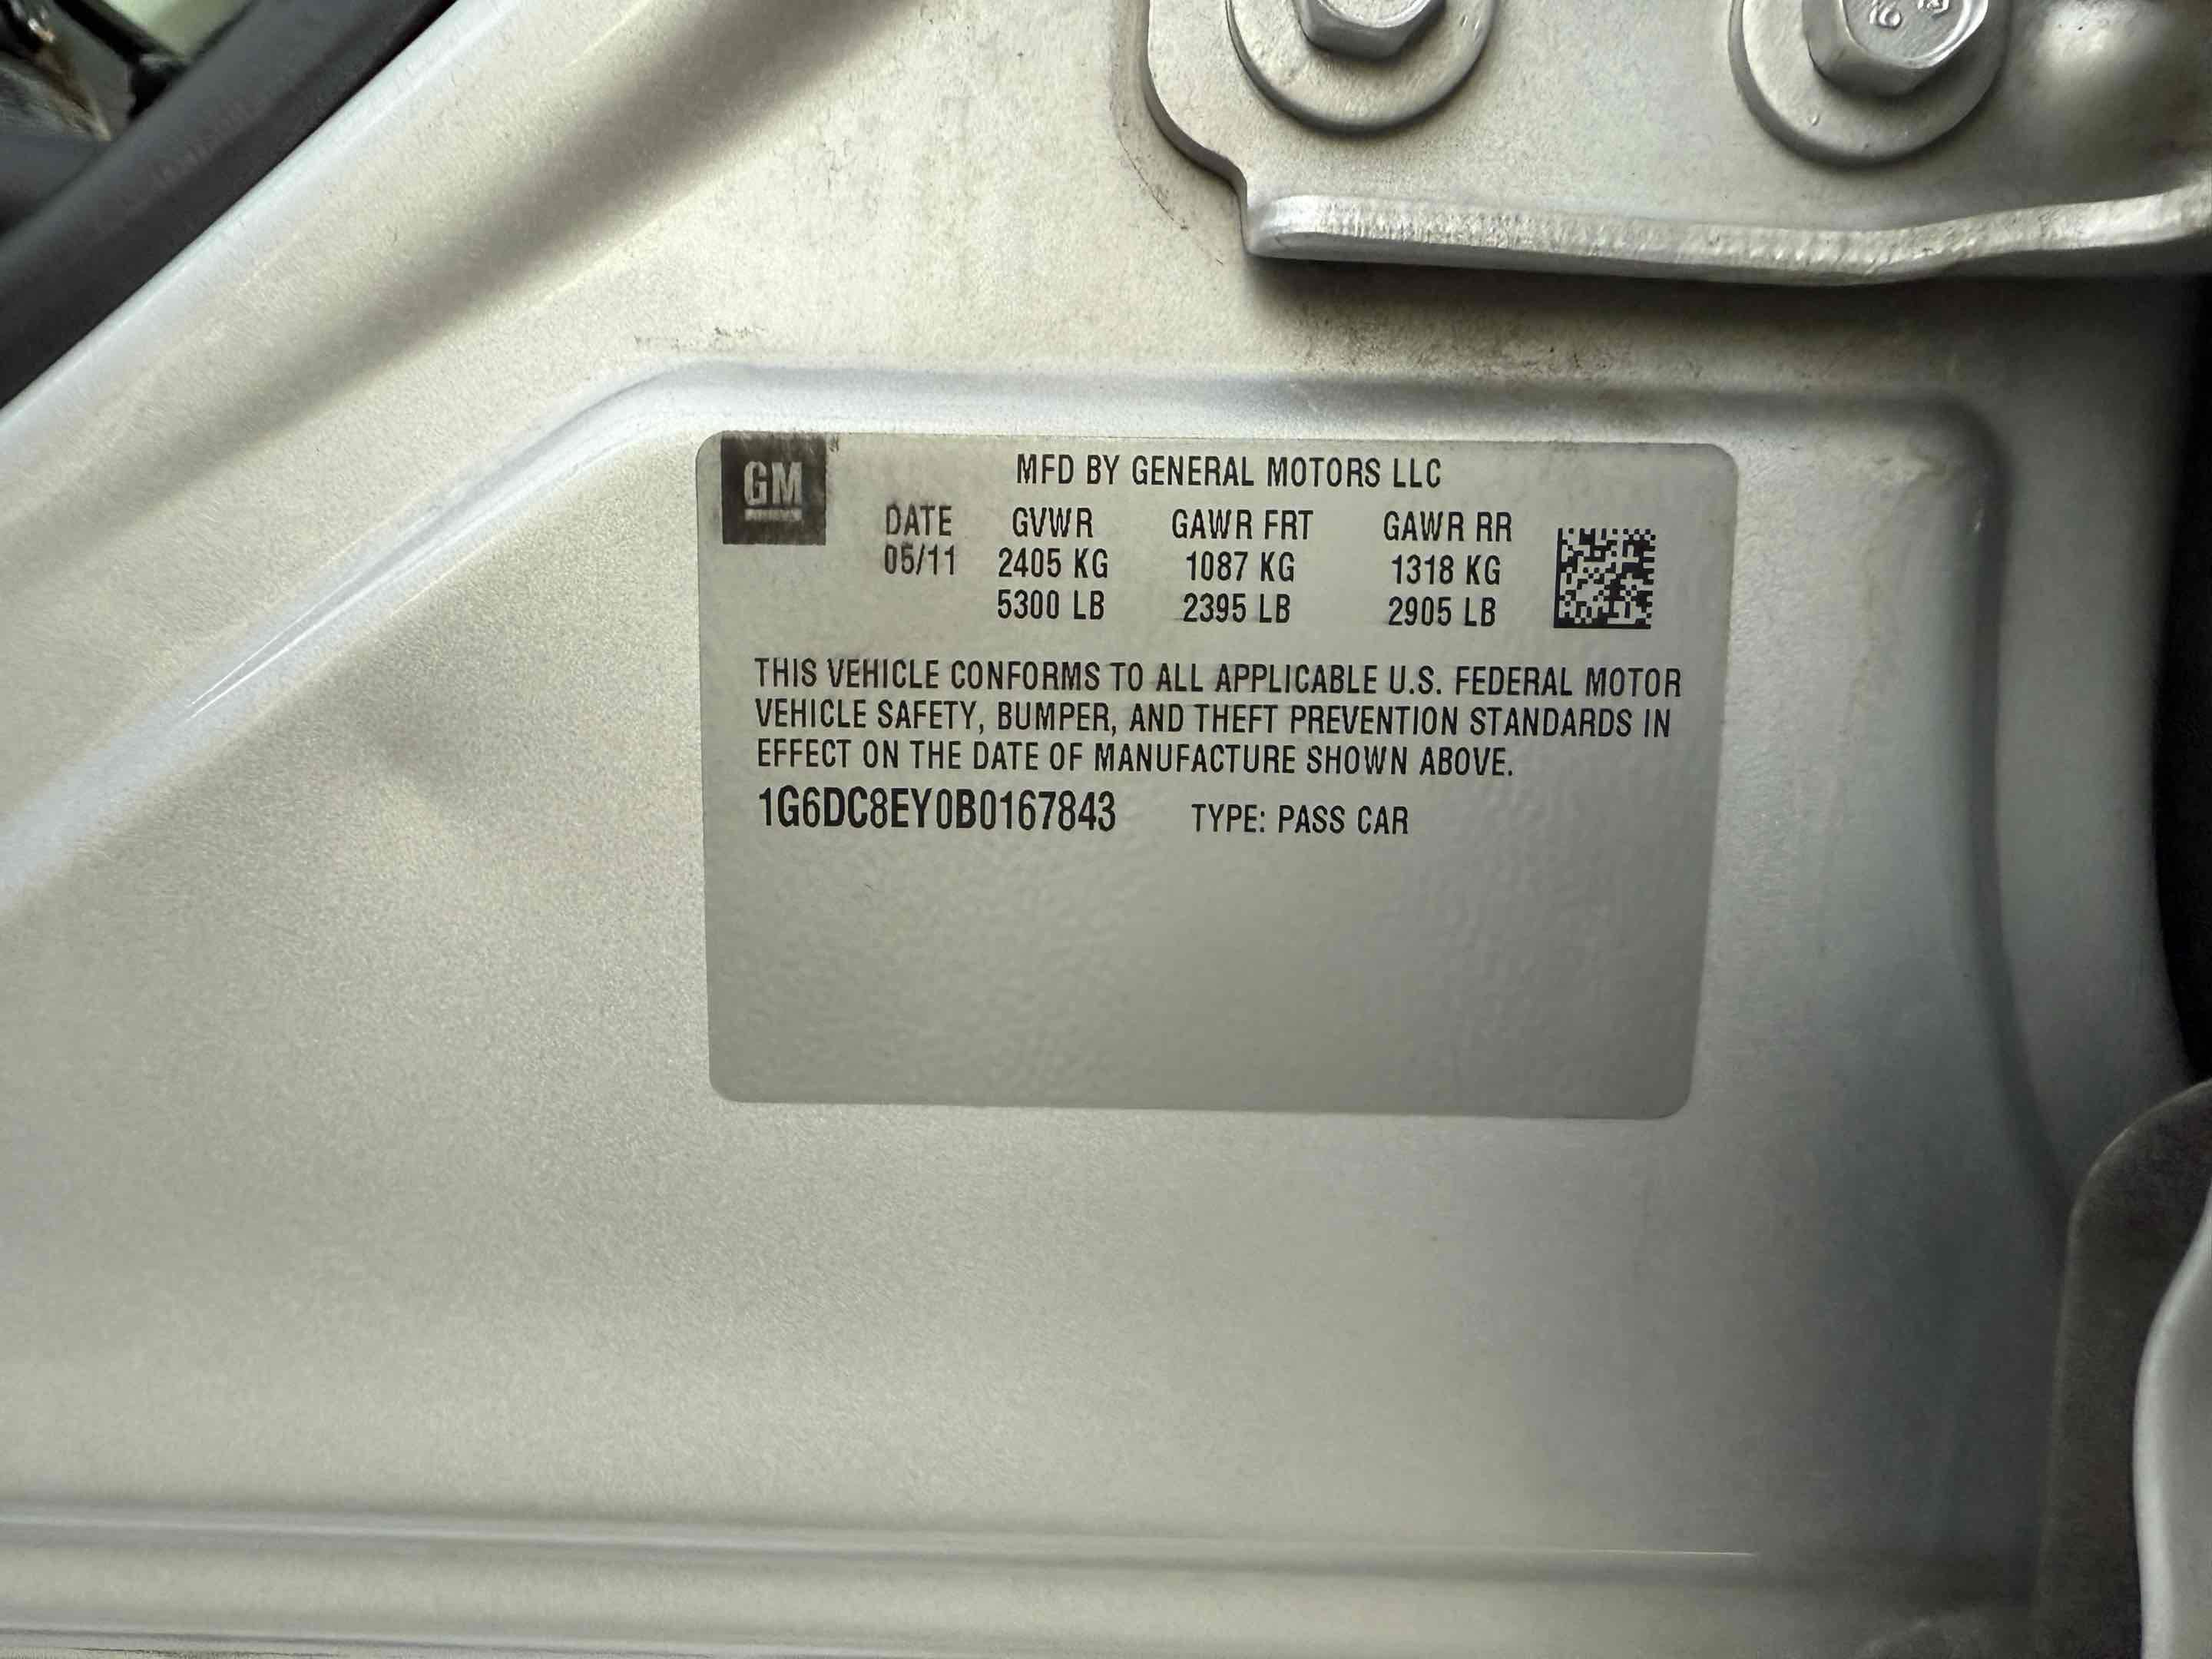 GM
MFD BY GENERAL MOTORS LLC
DATE GVWR GAWR FRT GAWR RR
05/11 2405 KG 1087 KG 1318 KG
5300 LB 2395 LB 2905 LB
THIS VEHICLE CONFORMS TO ALL APPLICABLE U.S. FEDERAL MOTOR
VEHICLE SAFETY, BUMPER, AND THEFT PREVENTION STANDARDS IN
EFFECT ON THE DATE OF MANUFACTURE SHOWN ABOVE.
1G6DC8EY0B0167843 TYPE: PASS CAR